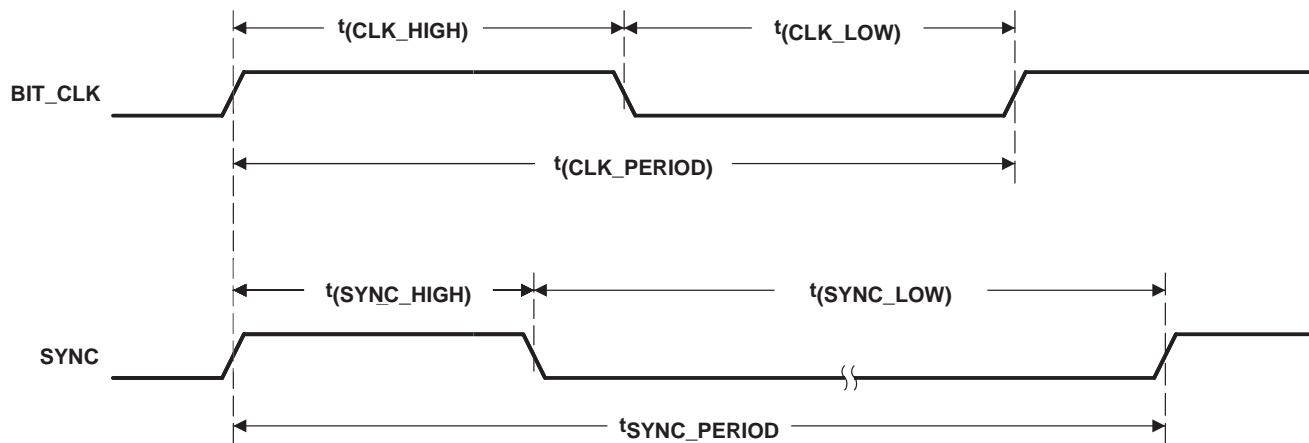 t(CLK_HIGH)
t(CLK_LOW)
BIT_CLK
t(CLK_PERIOD)
t(SYNC_HIGH)
t(SYNC_LOW)
SYNC
tSYNC_PERIOD